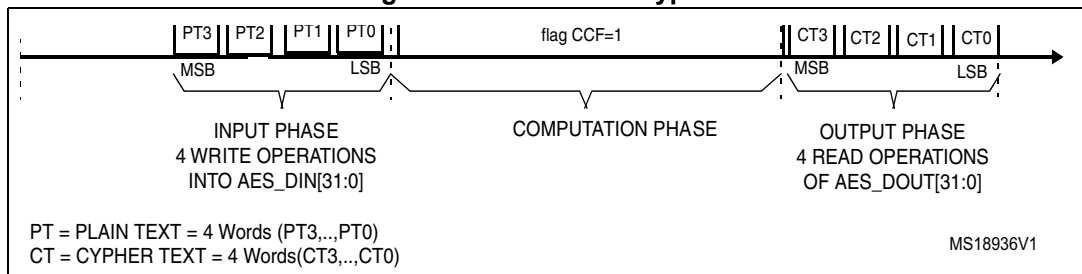 PT3 PT2 PT1 PT0 flag CCF=1 CT3 CT2 CT1 CT0
MSB LSB MSB LSB
INPUT PHASE
4 WRITE OPERATIONS
INTO AES_DIN[31:0]
COMPUTATION PHASE
OUTPUT PHASE
4 READ OPERATIONS
OF AES_DOUT[31:0]
PT = PLAIN TEXT = 4 Words (PT3,..,PT0)
CT = CYPHER TEXT = 4 Words(CT3,..,CT0)
MS18936V1